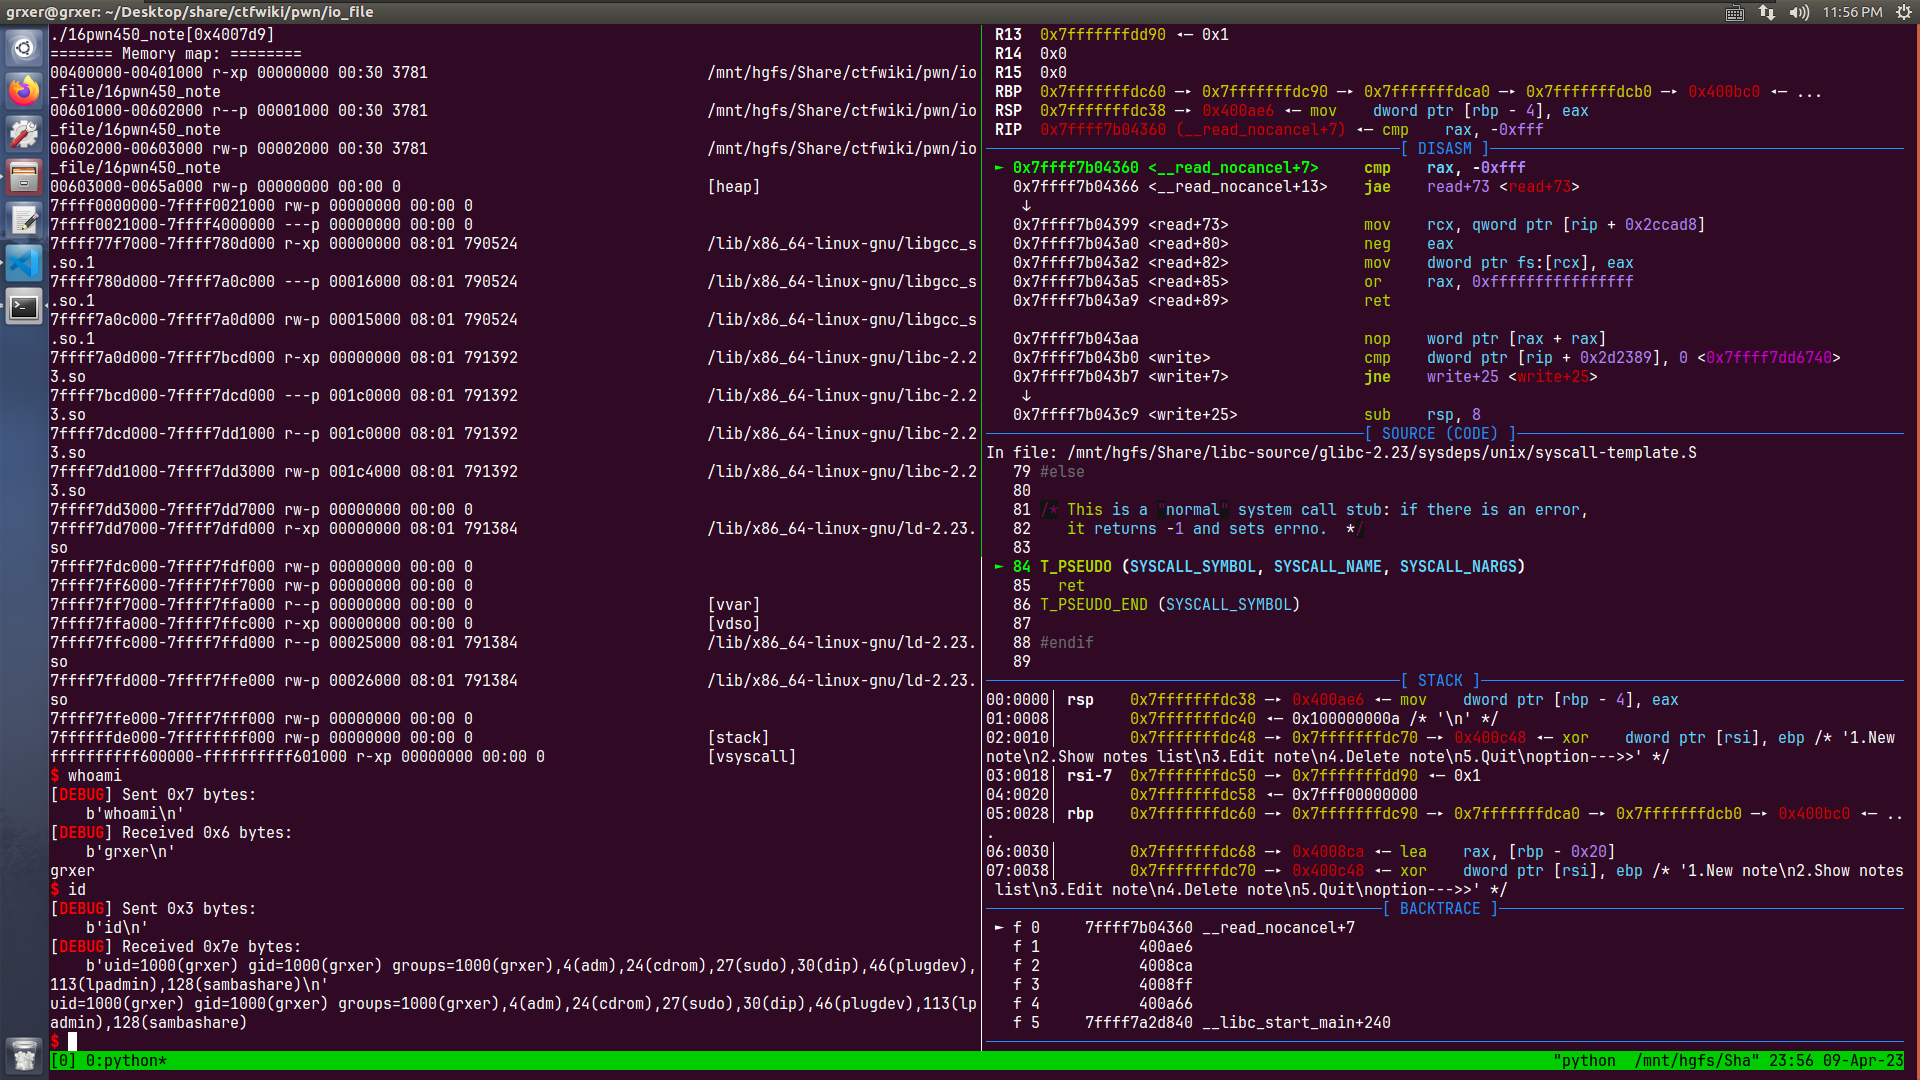 grxer@grxer: ~/Desktop/share/ctfwiki/pwn/io_file
11:56 PM
./16pwn450_note[0x4007d9]
======= Memory map: ========
00400000-00401000 r-xp 00000000 00:30 3781 /mnt/hgfs/Share/ctfwiki/pwn/io
_file/16pwn450_note
00601000-00602000 r--p 00001000 00:30 3781 /mnt/hgfs/Share/ctfwiki/pwn/io
_file/16pwn450_note
00602000-00603000 rw-p 00002000 00:30 3781 /mnt/hgfs/Share/ctfwiki/pwn/io
_file/16pwn450_note
00603000-0065a000 rw-p 00000000 00:00 0 [heap]
7ffff0000000-7ffff0021000 rw-p 00000000 00:00 0
7ffff0021000-7ffff4000000 ---p 00000000 00:00 0
7ffff77f7000-7ffff780d000 r-xp 00000000 08:01 790524 /lib/x86_64-linux-gnu/libgcc_s
.so.1
7ffff780d000-7ffff7a0c000 ---p 00016000 08:01 790524 /lib/x86_64-linux-gnu/libgcc_s
.so.1
7ffff7a0c000-7ffff7a0d000 rw-p 00015000 08:01 790524 /lib/x86_64-linux-gnu/libgcc_s
.so.1
7ffff7a0d000-7ffff7bcd000 r-xp 00000000 08:01 791392 /lib/x86_64-linux-gnu/libc-2.2
3.so
7ffff7bcd000-7ffff7dcd000 ---p 001c0000 08:01 791392 /lib/x86_64-linux-gnu/libc-2.2
3.so
7ffff7dcd000-7ffff7dd1000 r--p 001c0000 08:01 791392 /lib/x86_64-linux-gnu/libc-2.2
3.so
7ffff7dd1000-7ffff7dd3000 rw-p 001c4000 08:01 791392 /lib/x86_64-linux-gnu/libc-2.2
3.so
7ffff7dd3000-7ffff7dd7000 rw-p 00000000 00:00 0
7ffff7dd7000-7ffff7dfd000 r-xp 00000000 08:01 791384 /lib/x86_64-linux-gnu/ld-2.23.
so
7ffff7fdc000-7ffff7fdf000 rw-p 00000000 00:00 0
7ffff7ff6000-7ffff7ff7000 rw-p 00000000 00:00 0
7ffff7ff7000-7ffff7ffa000 r--p 00000000 00:00 0 [vvar]
7ffff7ffa000-7ffff7ffc000 r-xp 00000000 00:00 0 [vdso]
7ffff7ffc000-7ffff7ffd000 r--p 00025000 08:01 791384 /lib/x86_64-linux-gnu/ld-2.23.
so
7ffff7ffd000-7ffff7ffe000 rw-p 00026000 08:01 791384 /lib/x86_64-linux-gnu/ld-2.23.
so
7ffff7ffe000-7ffff7fff000 rw-p 00000000 00:00 0
7ffffffde000-7ffffffff000 rw-p 00000000 00:00 0 [stack]
ffffffffff600000-ffffffffff601000 r-xp 00000000 00:00 0 [vsyscall]
$ whoami
[DEBUG] Sent 0x7 bytes:
b'whoami\n'
[DEBUG] Received 0x6 bytes:
b'grxer\n'
grxer
$ id
[DEBUG] Sent 0x3 bytes:
b'id\n'
[DEBUG] Received 0x7e bytes:
b'uid=1000(grxer) gid=1000(grxer) groups=1000(grxer),4(adm),24(cdrom),27(sudo),30(dip),46(plugdev),
113(lpadmin),128(sambashare)\n'
uid=1000(grxer) gid=1000(grxer) groups=1000(grxer),4(adm),24(cdrom),27(sudo),30(dip),46(plugdev),113(lp
admin),128(sambashare)
$
R13 0x7fffffffdd90 ◂— 0x1
R14 0x0
R15 0x0
RBP 0x7fffffffdc60 —▸ 0x7fffffffdc90 —▸ 0x7fffffffdca0 —▸ 0x7fffffffdcb0 —▸ 0x400bc0 ◂— ...
RSP 0x7fffffffdc38 —▸ 0x400ae6 ◂— mov dword ptr [rbp - 4], eax
RIP 0x7ffff7b04360 (__read_nocancel+7) ◂— cmp rax, -0xfff
[ DISASM ]
► 0x7ffff7b04360 <__read_nocancel+7> cmp rax, -0xfff
0x7ffff7b04366 <__read_nocancel+13> jae read+73 <read+73>
↓
0x7ffff7b04399 <read+73> mov rcx, qword ptr [rip + 0x2ccad8]
0x7ffff7b043a0 <read+80> neg eax
0x7ffff7b043a2 <read+82> mov dword ptr fs:[rcx], eax
0x7ffff7b043a5 <read+85> or rax, 0xffffffffffffffff
0x7ffff7b043a9 <read+89> ret
0x7ffff7b043aa nop word ptr [rax + rax]
0x7ffff7b043b0 <write> cmp dword ptr [rip + 0x2d2389], 0 <0x7ffff7dd6740>
0x7ffff7b043b7 <write+7> jne write+25 <write+25>
↓
0x7ffff7b043c9 <write+25> sub rsp, 8
[ SOURCE (CODE) ]
In file: /mnt/hgfs/Share/libc-source/glibc-2.23/sysdeps/unix/syscall-template.S
79 #else
80
81 /* This is a "normal" system call stub: if there is an error,
82 it returns -1 and sets errno. */
83
► 84 T_PSEUDO (SYSCALL_SYMBOL, SYSCALL_NAME, SYSCALL_NARGS)
85 ret
86 T_PSEUDO_END (SYSCALL_SYMBOL)
87
88 #endif
89
[ STACK ]
00:0000│ rsp 0x7fffffffdc38 —▸ 0x400ae6 ◂— mov dword ptr [rbp - 4], eax
01:0008│ 0x7fffffffdc40 ◂— 0x100000000a /* '\n' */
02:0010│ 0x7fffffffdc48 —▸ 0x7fffffffdc70 —▸ 0x400c48 ◂— xor dword ptr [rsi], ebp /* '1.New
note\n2.Show notes list\n3.Edit note\n4.Delete note\n5.Quit\noption--->>' */
03:0018│ rsi-7 0x7fffffffdc50 —▸ 0x7fffffffdd90 ◂— 0x1
04:0020│ 0x7fffffffdc58 ◂— 0x7fff00000000
05:0028│ rbp 0x7fffffffdc60 —▸ 0x7fffffffdc90 —▸ 0x7fffffffdca0 —▸ 0x7fffffffdcb0 —▸ 0x400bc0 ◂— ..
.
06:0030│ 0x7fffffffdc68 —▸ 0x4008ca ◂— lea rax, [rbp - 0x20]
07:0038│ 0x7fffffffdc70 —▸ 0x400c48 ◂— xor dword ptr [rsi], ebp /* '1.New note\n2.Show notes
list\n3.Edit note\n4.Delete note\n5.Quit\noption--->>' */
[ BACKTRACE ]
► f 0 7ffff7b04360 __read_nocancel+7
f 1 400ae6
f 2 4008ca
f 3 4008ff
f 4 400a66
f 5 7ffff7a2d840 __libc_start_main+240
[0] 0:python*
"python /mnt/hgfs/Sha" 23:56 09-Apr-23